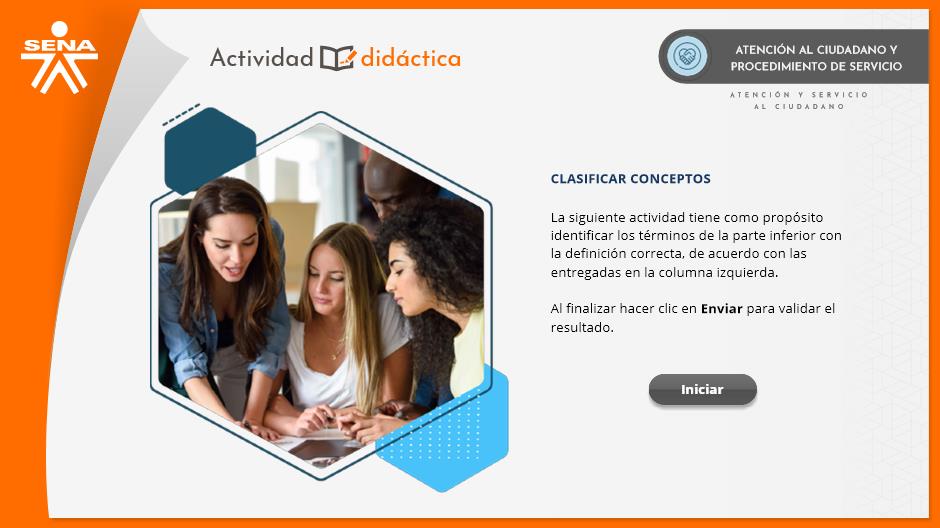 SENA
Actividad didáctica
ATENCIÓN AL CIUDADANO Y
PROCEDIMIENTO DE SERVICIO
ATENCIÓN Y SERVICIO
AL CIUDADANO
CLASIFICAR CONCEPTOS
La siguiente actividad tiene como propósito
identificar los términos de la parte inferior con
la definición correcta, de acuerdo con las
entregadas en la columna izquierda.
Al finalizar hacer clic en Enviar para validar el
resultado.
Iniciar